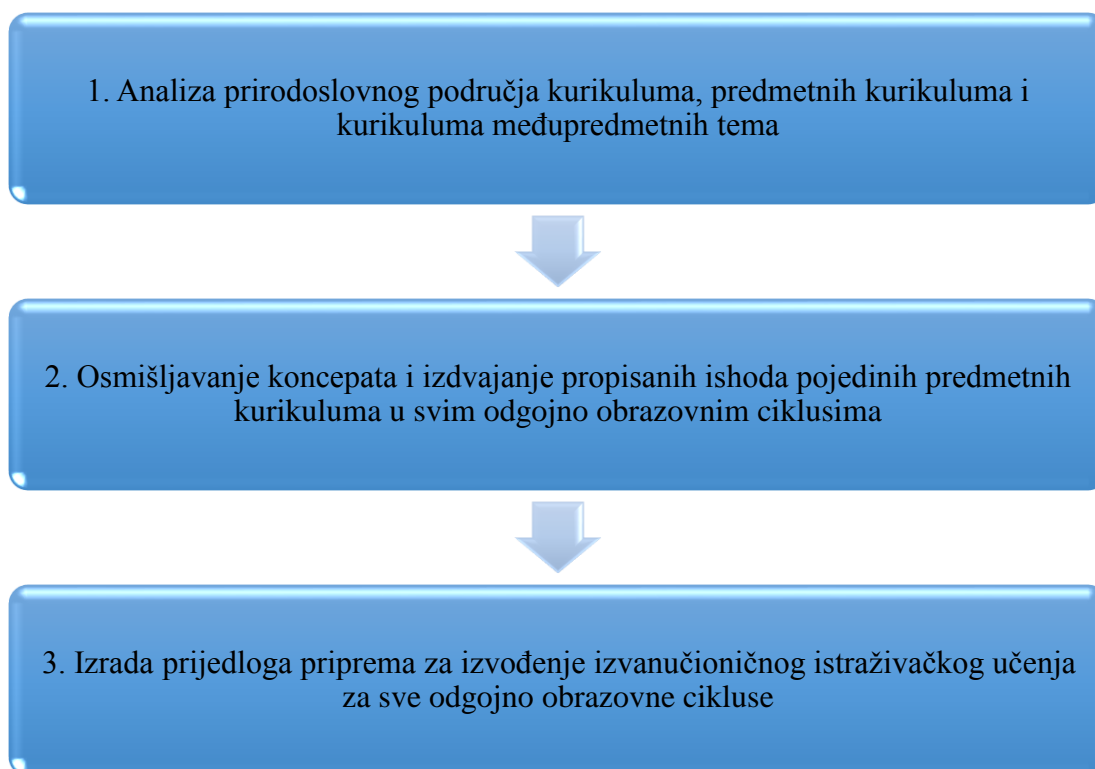 1. Analiza prirodoslovnog područja kurikuluma, predmetnih kurikuluma i
kurikuluma međupredmetnih tema
2. Osmišljavanje koncepata i izdvajanje propisanih ishoda pojedinih predmetnih
kurikuluma u svim odgojno obrazovnim ciklusima
3. Izrada prijedloga priprema za izvođenje izvanučioničnog istraživačkog učenja
za sve odgojno obrazovne cikluse